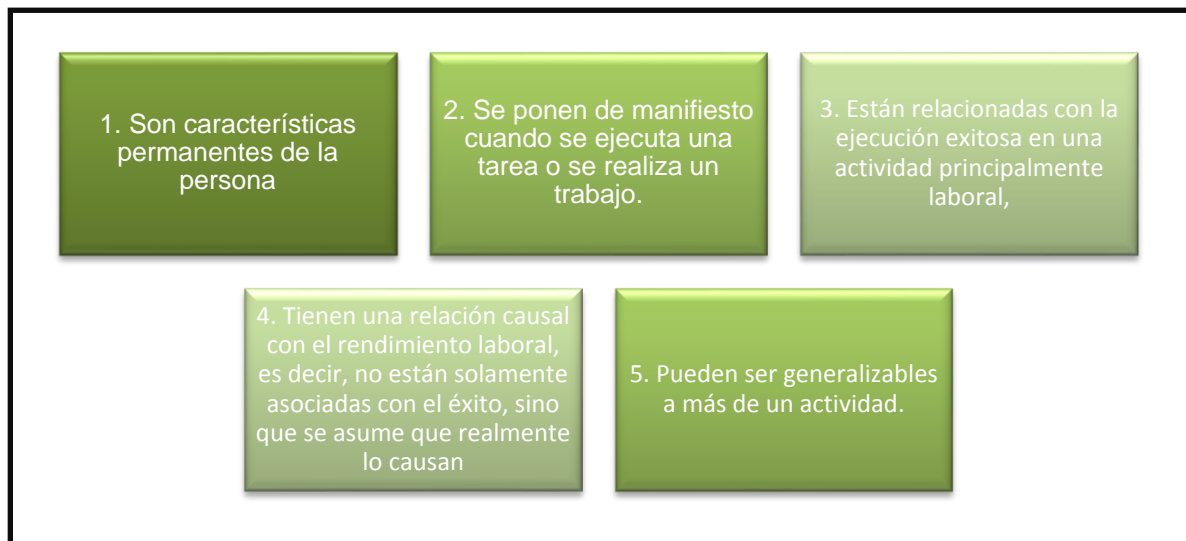 1. Son características
permanentes de la
persona
2. Se ponen de manifiesto
cuando se ejecuta una
tarea o se realiza un
trabajo.
3. Están relacionadas con la
ejecución exitosa en una
actividad principalmente
laboral,
4. Tienen una relación causal
con el rendimiento laboral,
es decir, no están solamente
asociadas con el éxito, sino
que se asume que realmente
lo causan
5. Pueden ser generalizables
a más de un actividad.